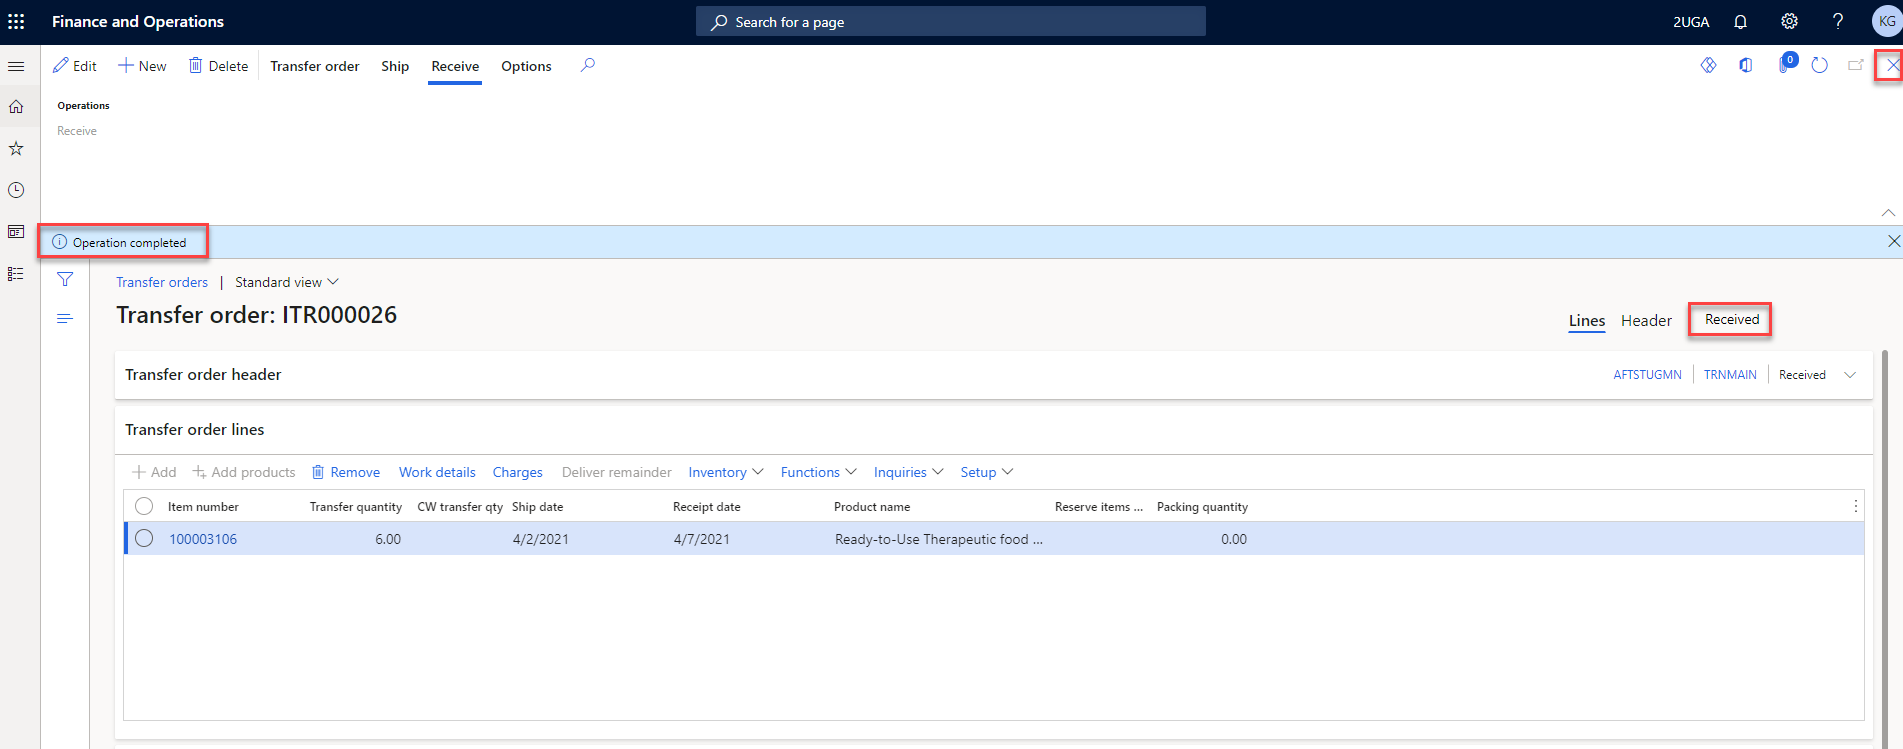 Finance and Operations
Search for a page
2UGA
KG
Edit New Delete Transfer order Ship Receive Options
0
Operations
Receive
Operation completed
Transfer orders | Standard view
Transfer order: ITR000026
Lines Header Received
Transfer order header
AFTSTUGMN TRNMAIN Received
Transfer order lines
Add Add products Remove Work details Charges Deliver remainder Inventory Functions Inquiries Setup
Item number Transfer quantity CW transfer qty Ship date Receipt date Product name Reserve items ... Packing quantity
100003106 6.00 4/2/2021 4/7/2021 Ready-to-Use Therapeutic food ... 0.00